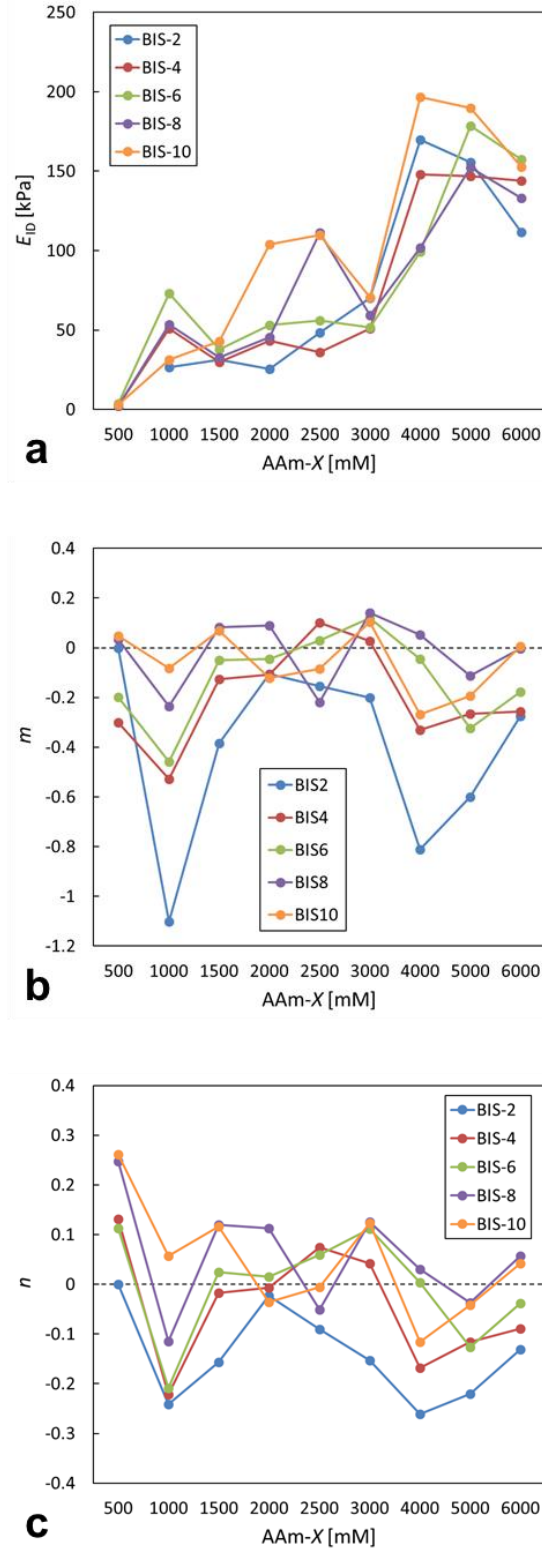 250
200
150
100
50
0
E_ID [kPa]
BIS-2
BIS-4
BIS-6
BIS-8
BIS-10
500 1000 1500 2000 2500 3000 4000 5000 6000
AAm-X [mM]
a
0.4
0.2
0
-0.2
-0.4
-0.6
-0.8
-1
-1.2
m
BIS2
BIS4
BIS6
BIS8
BIS10
500 1000 1500 2000 2500 3000 4000 5000 6000
AAm-X [mM]
b
0.4
0.3
0.2
0.1
0
-0.1
-0.2
-0.3
-0.4
n
BIS-2
BIS-4
BIS-6
BIS-8
BIS-10
500 1000 1500 2000 2500 3000 4000 5000 6000
AAm-X [mM]
c